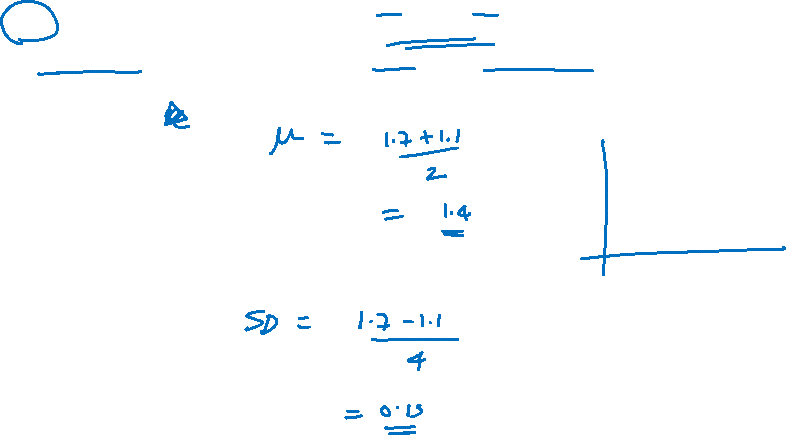 μ = 1.7 + 1.1 / 2
= 1.4
SD = 1.7 - 1.1 / 4
= 0.15